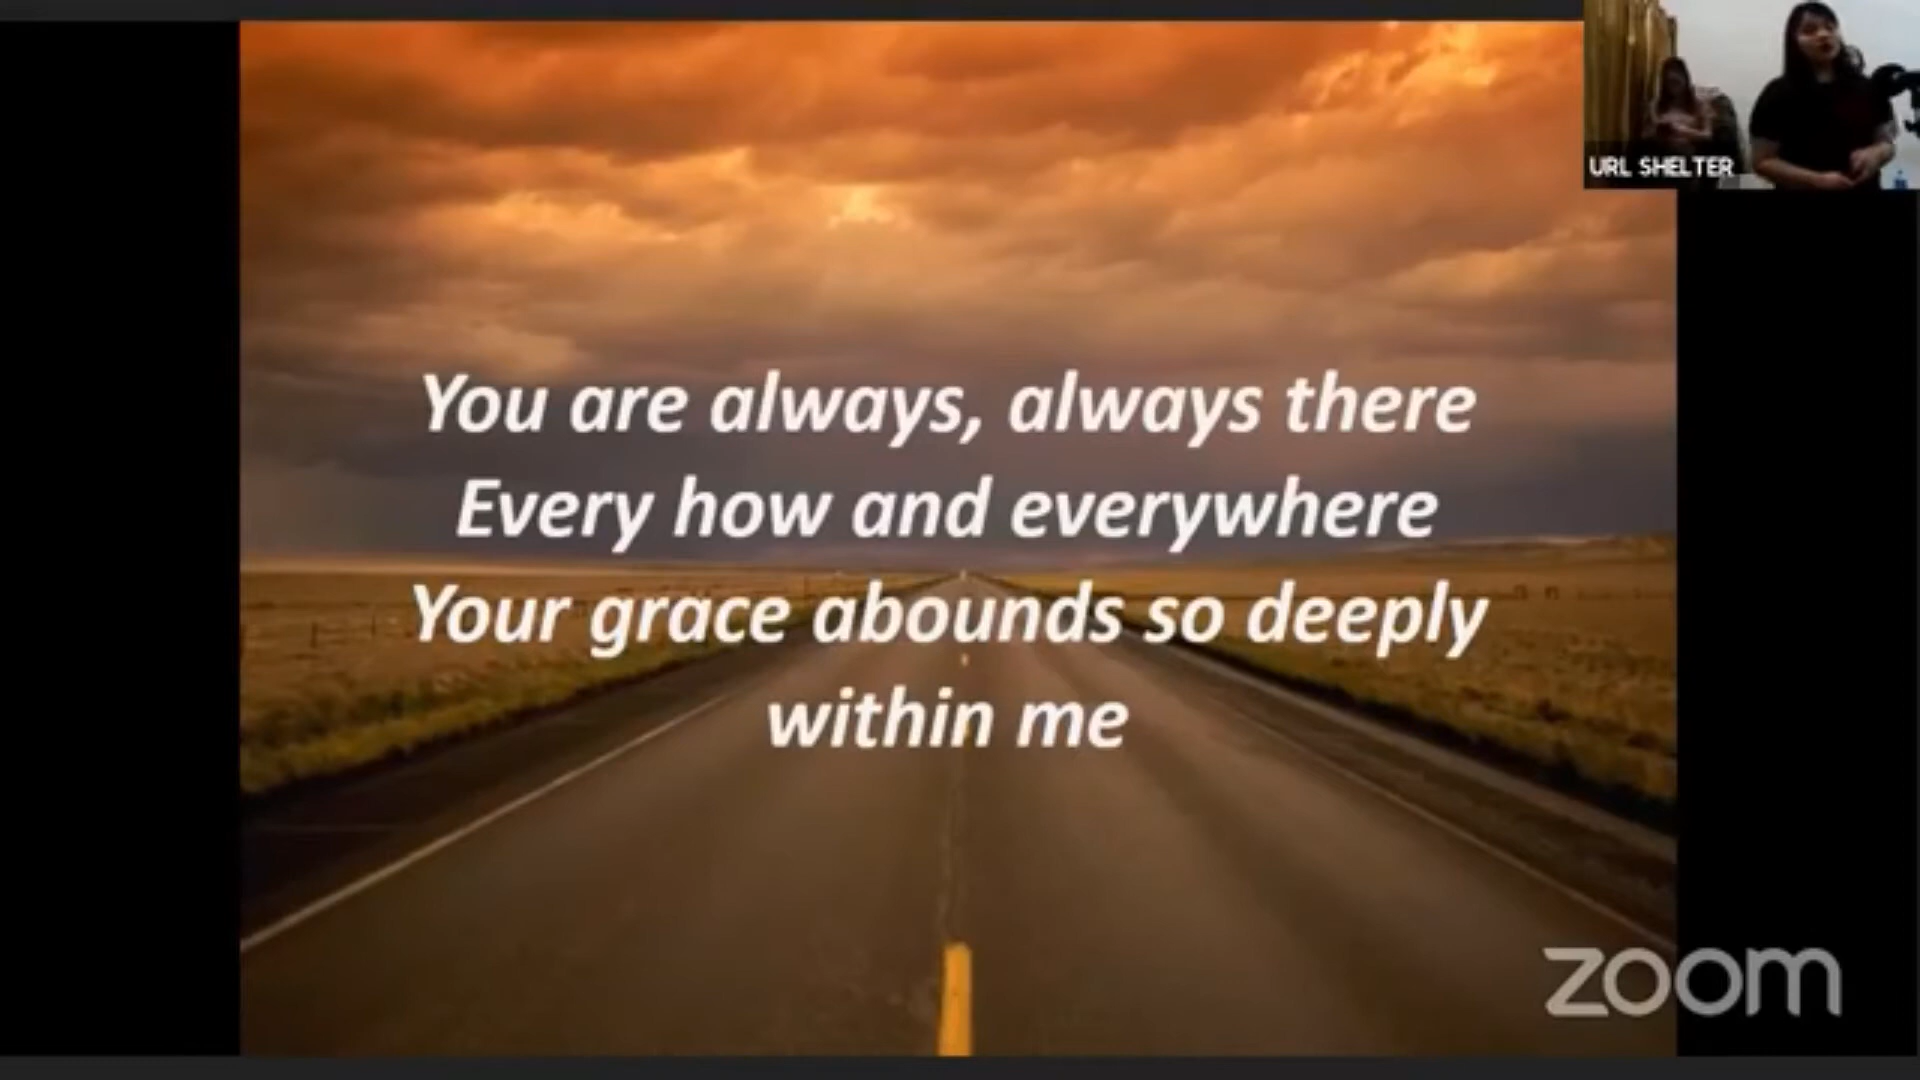 URL SHELTER
You are always, always there
Every how and everywhere
Your grace abounds so deeply
within me
zoom